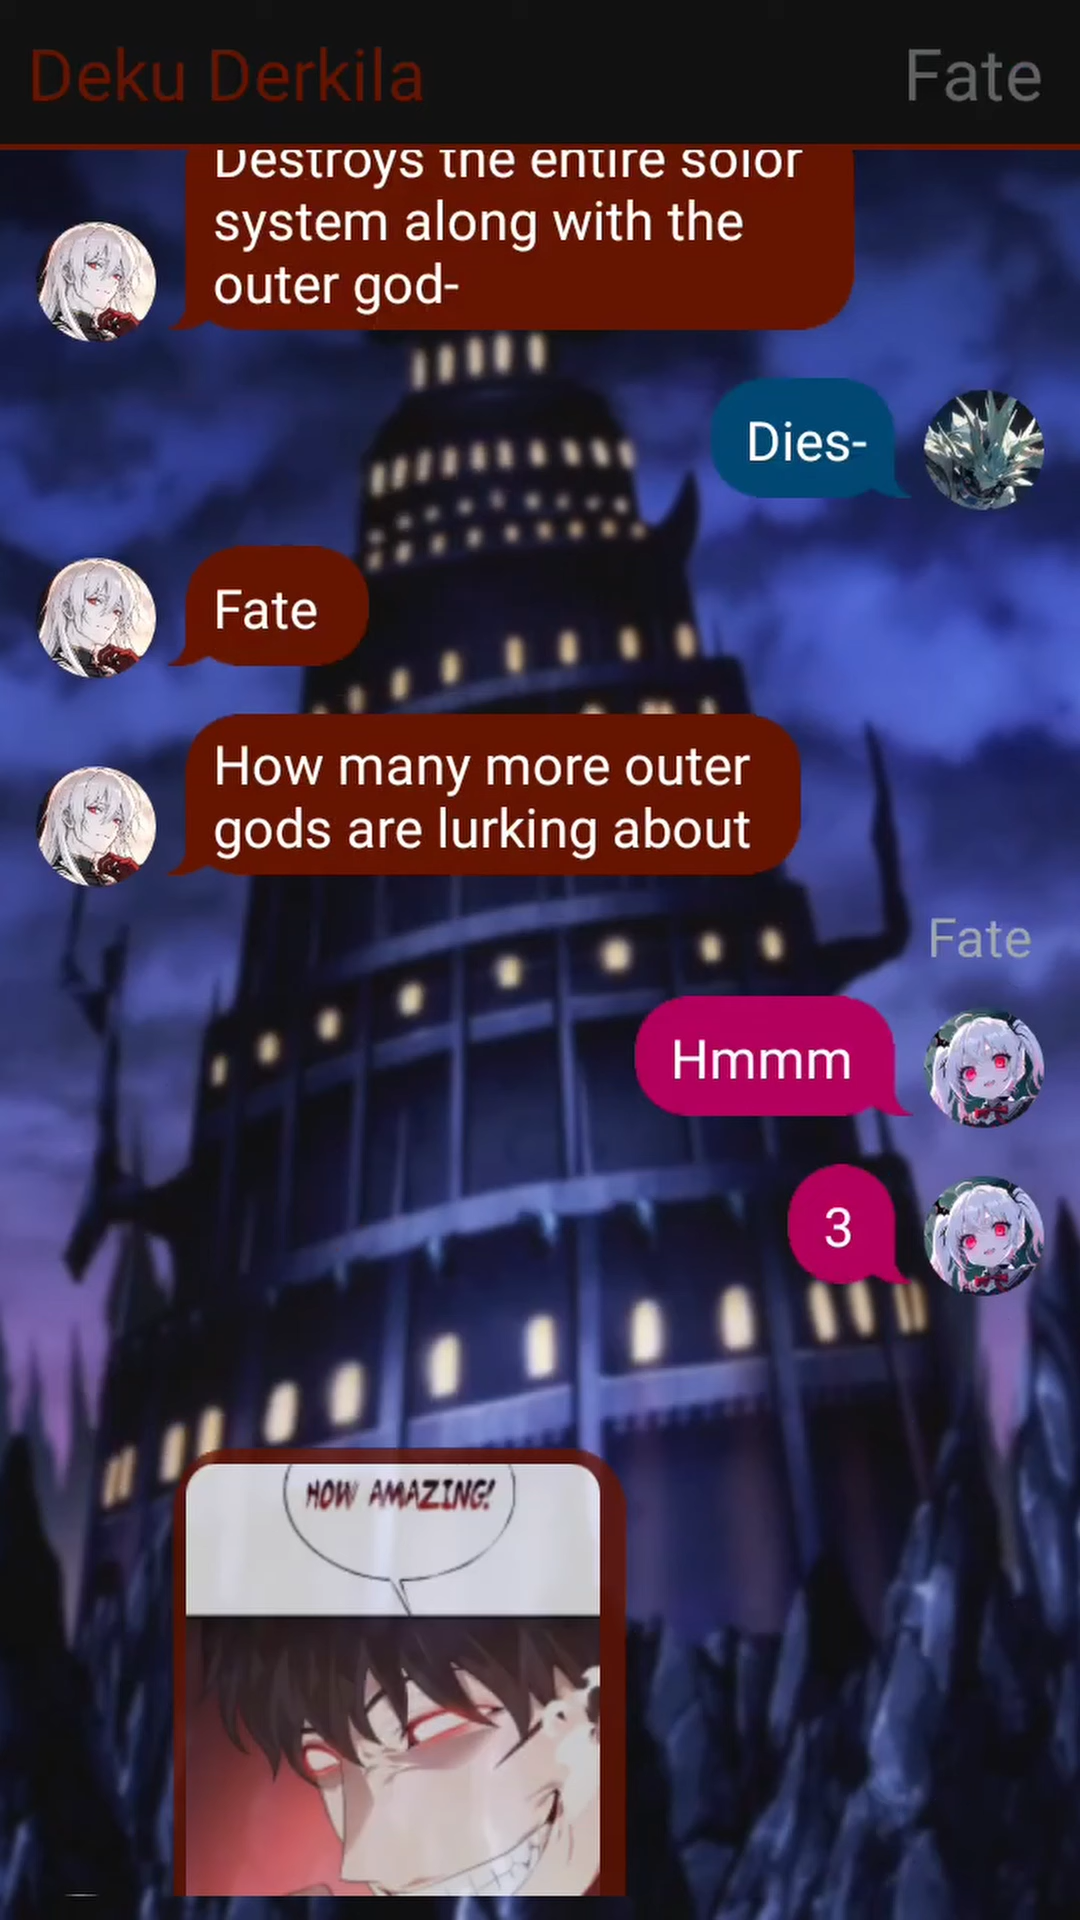 Deku Derkila
Fate
Destroys the entire solor
system along with the
outer god-
Dies-
Fate
How many more outer
gods are lurking about
Fate
Hmmm
3
HOW AMAZING!